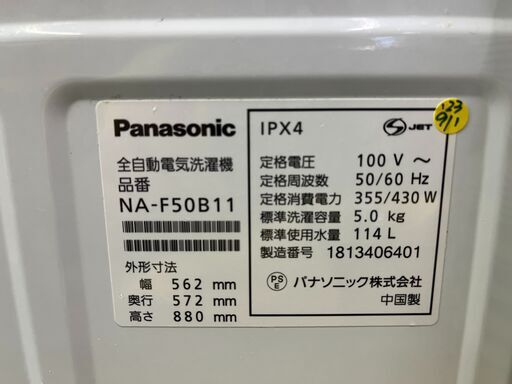 Panasonic
全自動電気洗濯機
品番
NA-F50B11
外形寸法
幅 562 mm
奥行 572 mm
高さ 880 mm
IPX4
S JET
123
9/1
定格電圧 100 V ～
定格周波数 50/60 Hz
定格消費電力 355/430 W
標準洗濯容量 5.0 kg
標準使用水量 114 L
製造番号 1813406401
PS
E
パナソニック株式会社
中国製